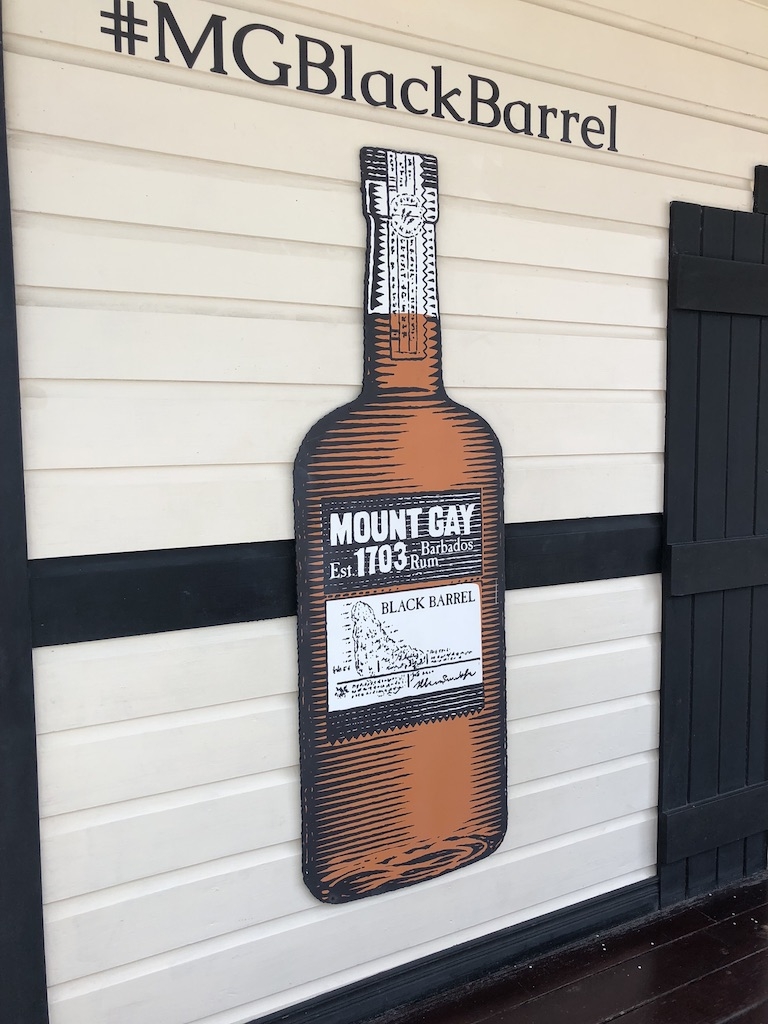 #MGBlackBarrel
MOUNT GAY
Est. 1703 Barbados
Rum
BLACK BARREL